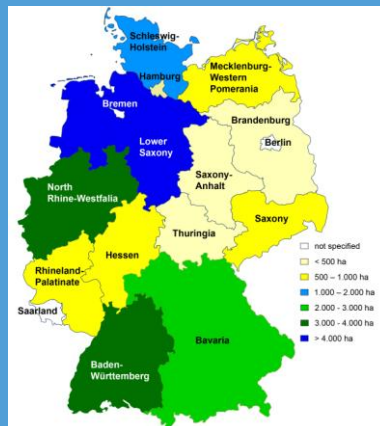 Schleswig-
Holstein
Mecklenburg-
Western
Pomerania
Hamburg
Bremen
Brandenburg
Berlin
Lower
Saxony
Saxony-
Anhalt
North
Rhine-Westfalia
Saxony
Thuringia
Hessen
Rhineland-
Palatinate
Saarland
Bavaria
Baden-
Württemberg
not specified
< 500 ha
500 - 1.000 ha
1.000 - 2.000 ha
2.000 - 3.000 ha
3.000 - 4.000 ha
> 4.000 ha